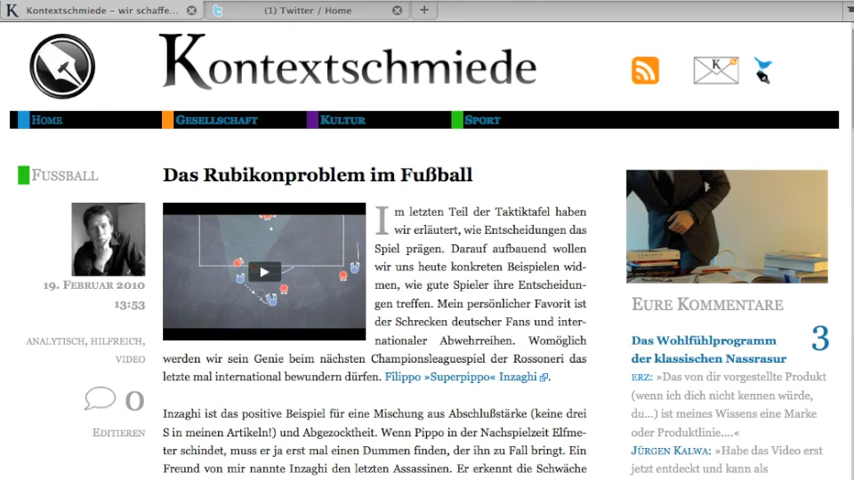 Kontextschmiede – wir schaffe...
(1) Twitter / Home
Kontextschmiede
K
Home
Gesellschaft
Kultur
Sport
Fussball
19. Februar 2010
13:53
analytisch, hilfreich,
video
0
Editieren
Das Rubikonproblem im Fußball
Im letzten Teil der Taktiktafel haben
wir erläutert, wie Entscheidungen das
Spiel prägen. Darauf aufbauend wollen
wir uns heute konkreten Beispielen wid-
men, wie gute Spieler ihre Entscheidun-
gen treffen. Mein persönlicher Favorit ist
der Schrecken deutscher Fans und inter-
nationaler Abwehrreihen. Womöglich
werden wir sein Genie beim nächsten Championsleaguespiel der Rossoneri das
letzte mal international bewundern dürfen. Filippo »Superpippo« Inzaghi.
Inzaghi ist das positive Beispiel für eine Mischung aus Abschlußstärke (keine drei
S in meinen Artikeln!) und Abgezocktheit. Wenn Pippo in der Nachspielzeit Elfme-
ter schindet, muss er ja erst mal einen Dummen finden, der ihn zu Fall bringt. Ein
Freund von mir nannte Inzaghi den letzten Assassinen. Er erkennt die Schwäche
Eure Kommentare
Das Wohlfühlprogramm
der klassischen Nassrasur
3
erz: »Das von dir vorgestellte Produkt
(wenn ich dich nicht kennen würde,
du...) ist meines Wissens eine Marke
oder Produktlinie....«
Jürgen Kalwa: »Habe das Video erst
jetzt entdeckt und kann als